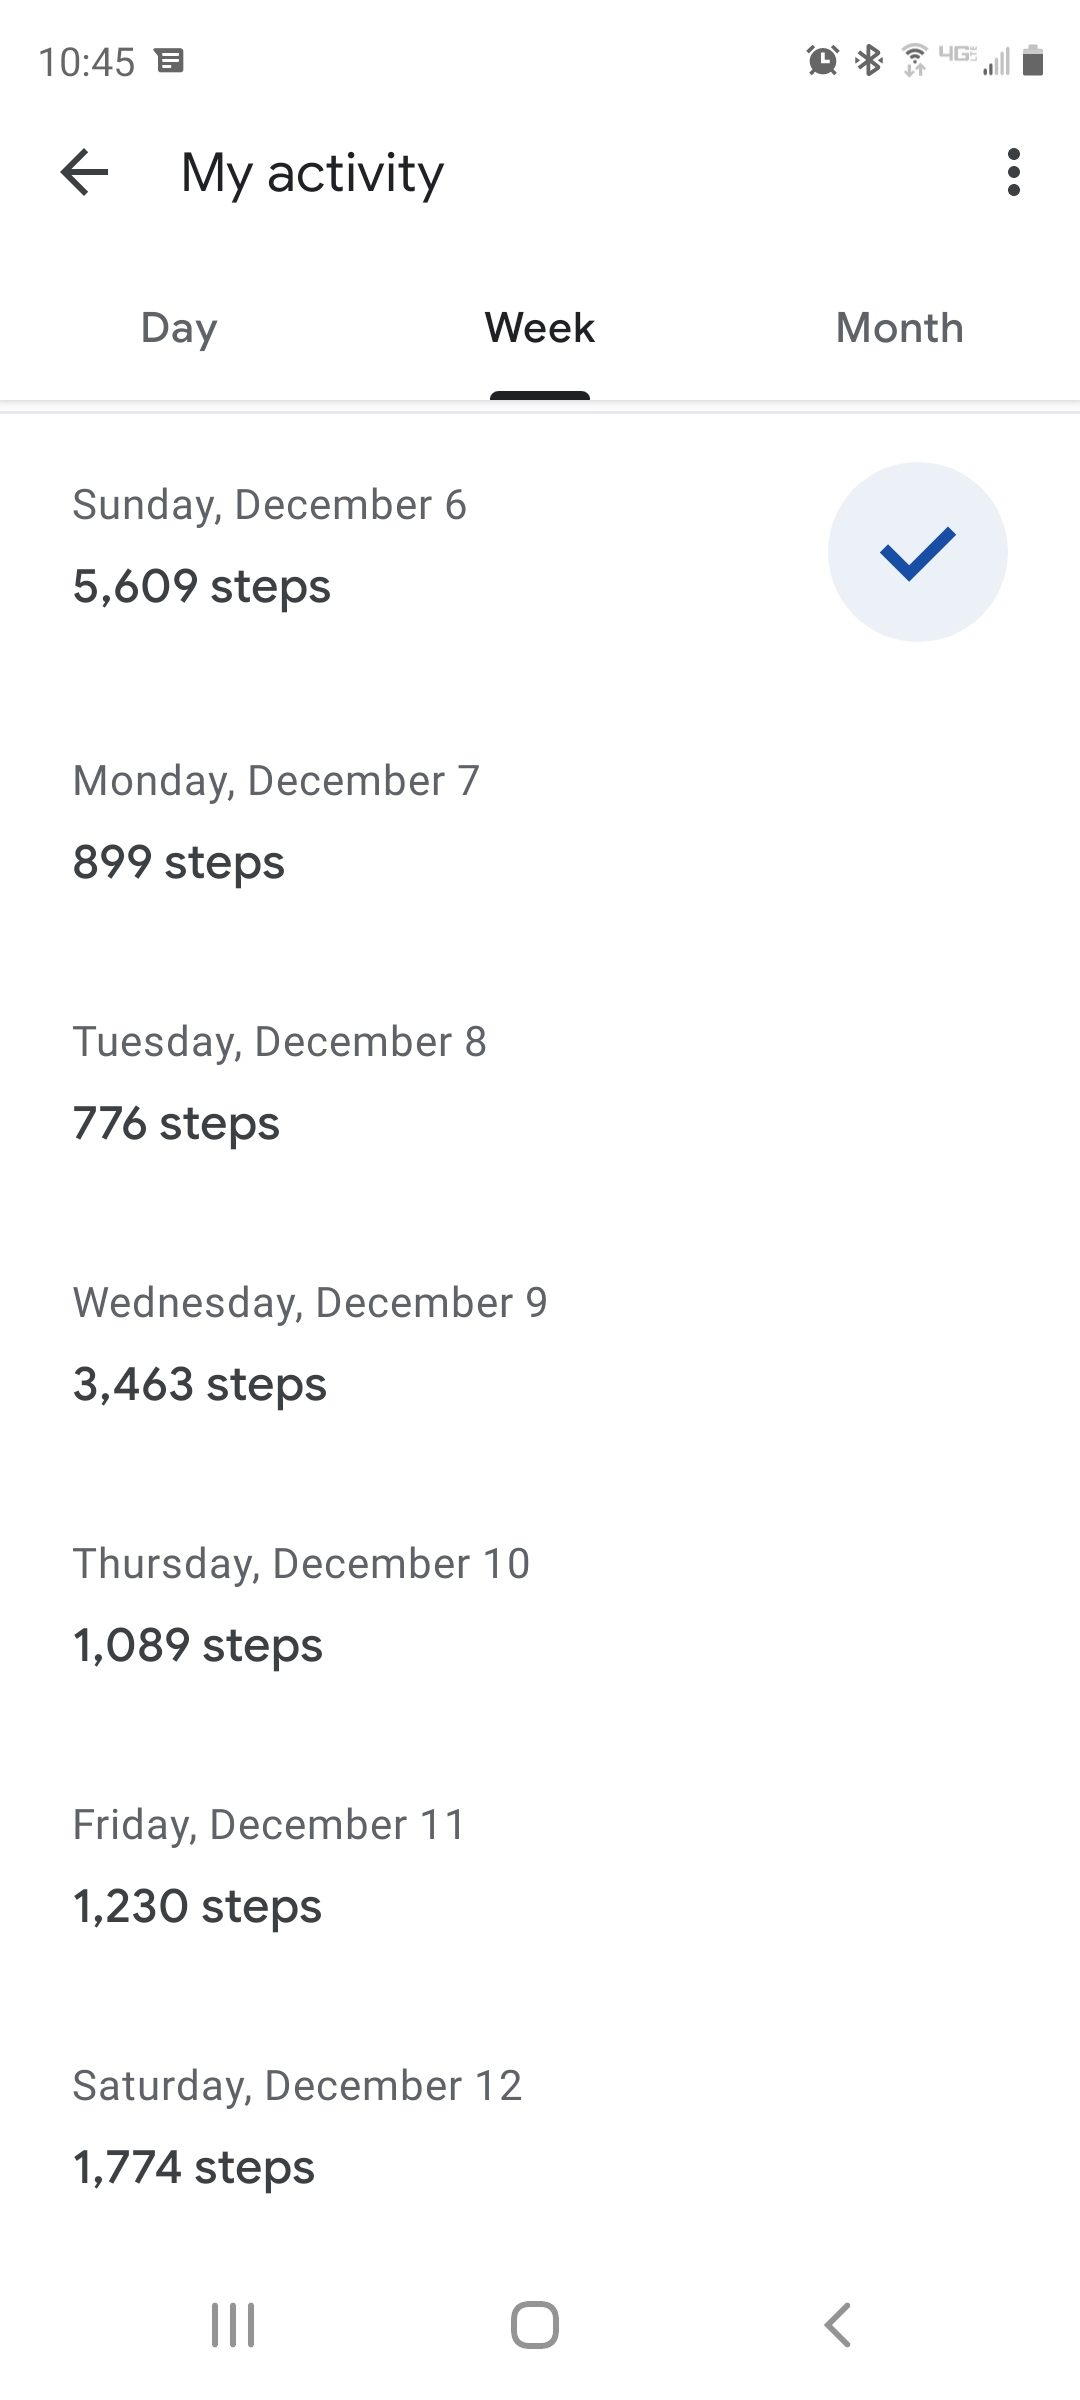 10:45
4G
My activity
Day Week Month
Sunday, December 6
5,609 steps
Monday, December 7
899 steps
Tuesday, December 8
776 steps
Wednesday, December 9
3,463 steps
Thursday, December 10
1,089 steps
Friday, December 11
1,230 steps
Saturday, December 12
1,774 steps